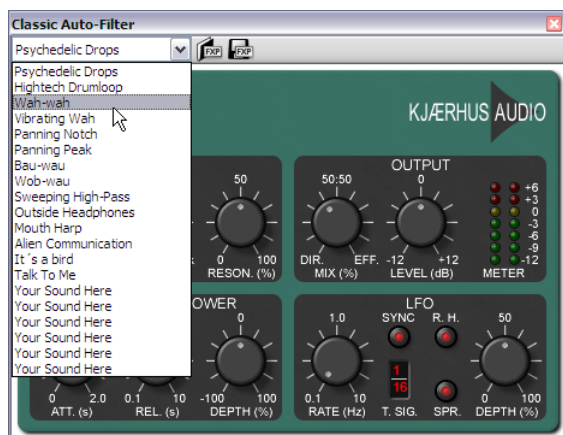 Classic Auto-Filter
Psychedelic Drops
FXP FXP
Psychedelic Drops
Hightech Drumloop
Wah-wah
Vibrating Wah
Panning Notch
Panning Peak
Bau-wau
Wob-wau
Sweeping High-Pass
Outside Headphones
Mouth Harp
Alien Communication
It´s a bird
Talk To Me
Your Sound Here
Your Sound Here
Your Sound Here
Your Sound Here
Your Sound Here
Your Sound Here
KJÆRHUS AUDIO
50
0 100
RESON. (%)
OUTPUT
50:50 0
DIR. EFF. -12 +12
MIX (%) LEVEL (dB) METER
+6
+3
0
-3
-6
-9
-12
0
0 2.0 0.1 10 -100 100
ATT. (s) REL. (s) DEPTH (%)
LFO
1.0 SYNC R. H. 50
1
16
0.1 10 0 100
RATE (Hz) T. SIG. SPR. DEPTH (%)